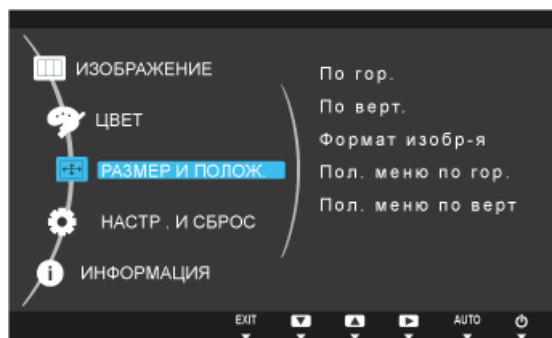 ИЗОБРАЖЕНИЕ
ЦВЕТ
РАЗМЕР И ПОЛОЖ.
НАСТР . И СБРОС
ИНФОРМАЦИЯ
По гор.
По верт.
Формат изобр-я
Пол. меню по гор.
Пол. меню по верт
EXIT AUTO